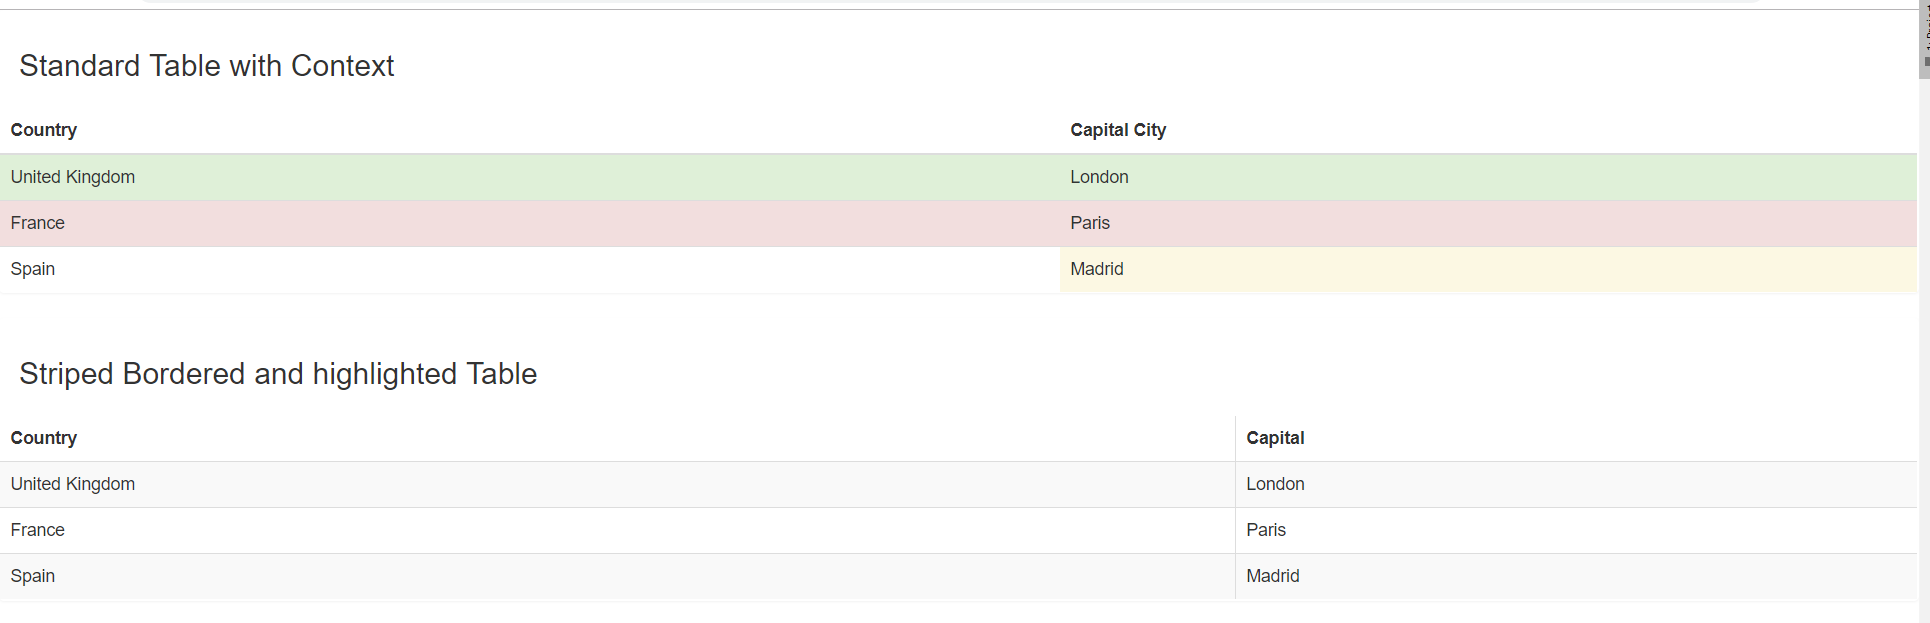 Standard Table with Context
Country Capital City
United Kingdom London
France Paris
Spain Madrid
Striped Bordered and highlighted Table
Country Capital
United Kingdom London
France Paris
Spain Madrid